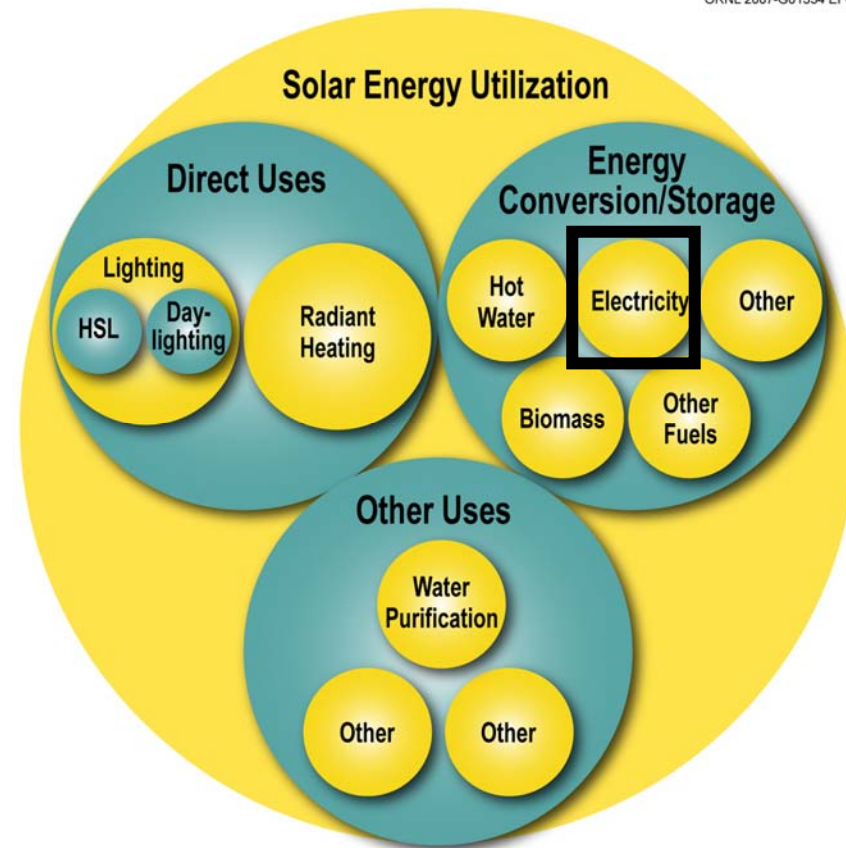 Solar Energy Utilization
Direct Uses
Lighting
HSL
Day-
lighting
Radiant
Heating
Energy
Conversion/Storage
Hot
Water
Electricity
Other
Biomass
Other
Fuels
Other Uses
Water
Purification
Other
Other